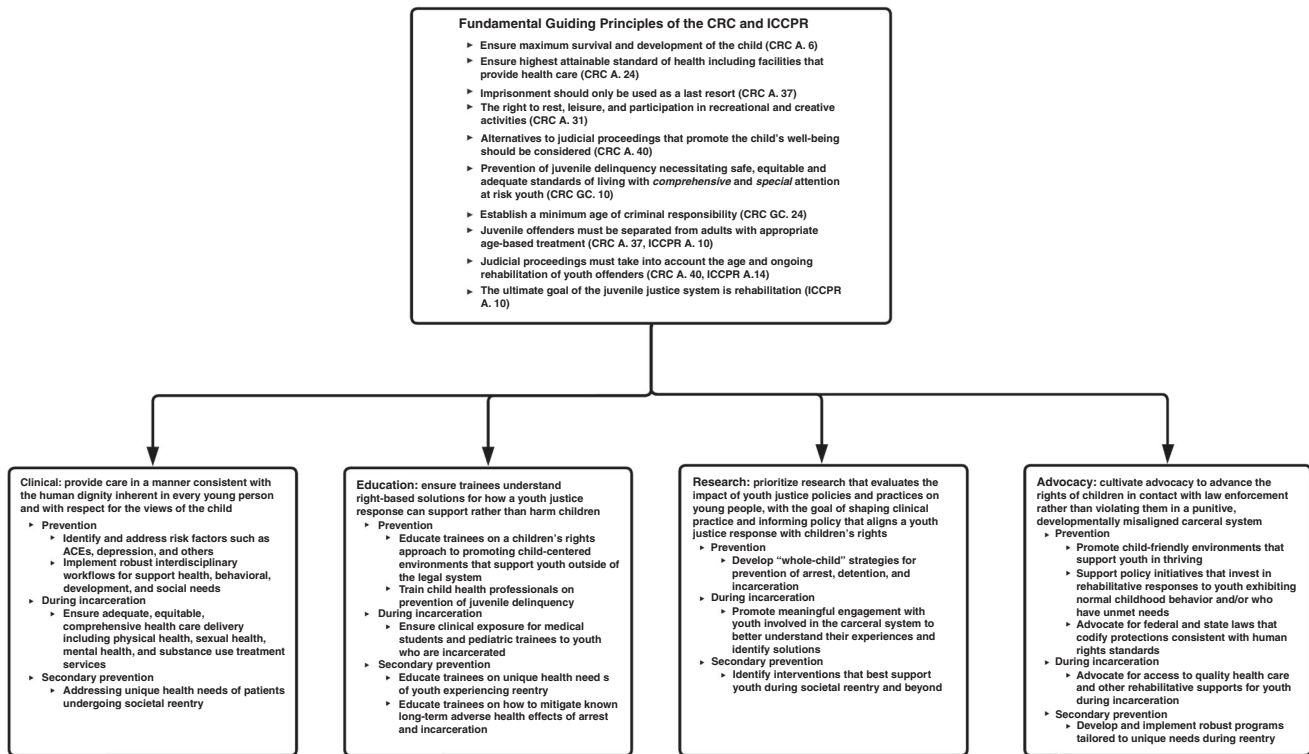 Fundamental Guiding Principles of the CRC and ICCPR
► Ensure maximum survival and development of the child (CRC A. 6)
► Ensure highest attainable standard of health including facilities that
provide health care (CRC A. 24)
► Imprisonment should only be used as a last resort (CRC A. 37)
► The right to rest, leisure, and participation in recreational and creative
activities (CRC A. 31)
► Alternatives to judicial proceedings that promote the child's well-being
should be considered (CRC A. 40)
► Prevention of juvenile delinquency necessitating safe, equitable and
adequate standards of living with comprehensive and special attention
at risk youth (CRC GC. 10)
► Establish a minimum age of criminal responsibility (CRC GC. 24)
► Juvenile offenders must be separated from adults with appropriate
age-based treatment (CRC A. 37, ICCPR A. 10)
► Judicial proceedings must take into account the age and ongoing
rehabilitation of youth offenders (CRC A. 40, ICCPR A.14)
► The ultimate goal of the juvenile justice system is rehabilitation (ICCPR
A. 10)
Clinical: provide care in a manner consistent with
the human dignity inherent in every young person
and with respect for the views of the child
► Prevention
► Identify and address risk factors such as
ACEs, depression, and others
► Implement robust interdisciplinary
workflows for support health, behavioral,
development, and social needs
► During incarceration
► Ensure adequate, equitable,
comprehensive health care delivery
including physical health, sexual health,
mental health, and substance use treatment
services
► Secondary prevention
► Addressing unique health needs of patients
undergoing societal reentry
Education: ensure trainees understand
right-based solutions for how a youth justice
response can support rather than harm children
► Prevention
► Educate trainees on a children's rights
approach to promoting child-centered
environments that support youth outside of
the legal system
► Train child health professionals on
prevention of juvenile delinquency
► During incarceration
► Ensure clinical exposure for medical
students and pediatric trainees to youth
who are incarcerated
► Secondary prevention
► Educate trainees on unique health need s
of youth experiencing reentry
► Educate trainees on how to mitigate known
long-term adverse health effects of arrest
and incarceration
Research: prioritize research that evaluates the
impact of youth justice policies and practices on
young people, with the goal of shaping clinical
practice and informing policy that aligns a youth
justice response with children's rights
► Prevention
► Develop "whole-child" strategies for
prevention of arrest, detention, and
incarceration
► During incarceration
► Promote meaningful engagement with
youth involved in the carceral system to
better understand their experiences and
identify solutions
► Secondary prevention
► Identify interventions that best support
youth during societal reentry and beyond
Advocacy: cultivate advocacy to advance the
rights of children in contact with law enforcement
rather than violating them in a punitive,
developmentally misaligned carceral system
► Prevention
► Promote child-friendly environments that
support youth in thriving
► Support policy initiatives that invest in
rehabilitative responses to youth exhibiting
normal childhood behavior and/or who
have unmet needs
► Advocate for federal and state laws that
codify protections consistent with human
rights standards
► During incarceration
► Advocate for access to quality health care
and other rehabilitative supports for youth
during incarceration
► Secondary prevention
► Develop and implement robust programs
tailored to unique needs during reentry